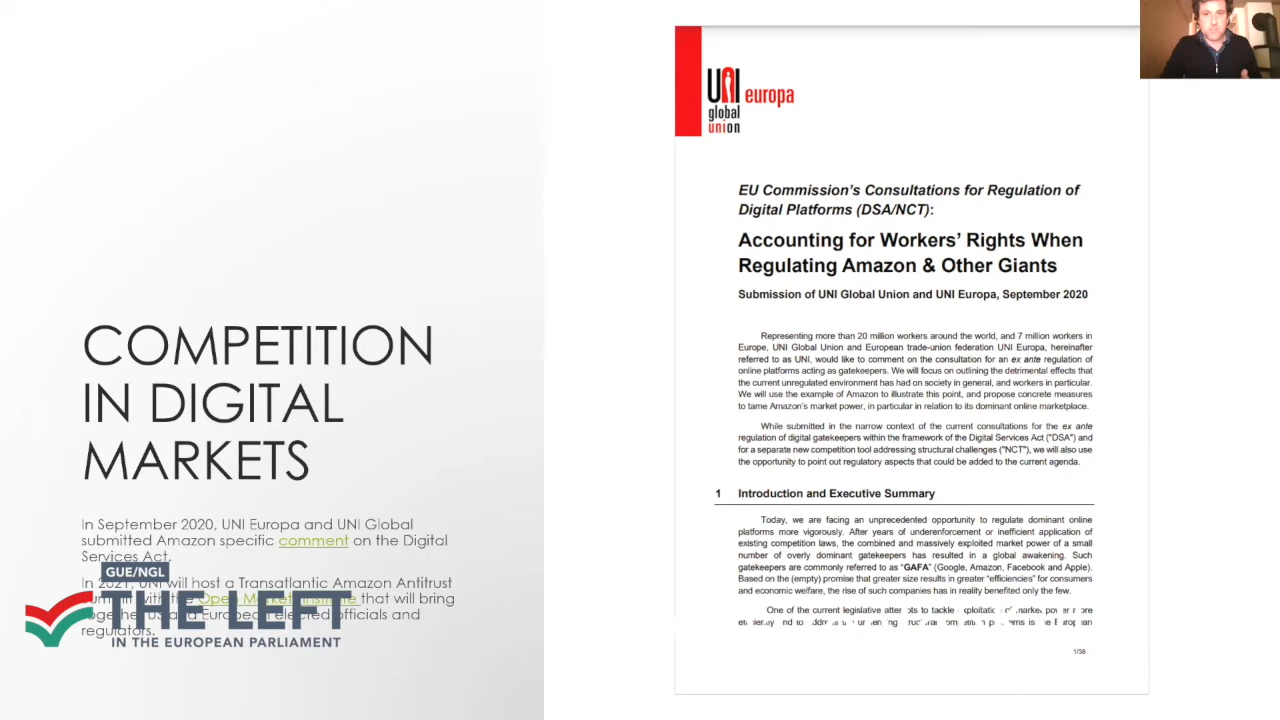 COMPETITION
IN DIGITAL
MARKETS
In September 2020, UNI Europa and UNI Global
submitted Amazon specific comment on the Digital
Services Act.
In 2021, UNI will host a Transatlantic Amazon Antitrust
with the Open Markets Institute that will bring
US and European elected officials and
regulators.
GUE/NGL
THE LEFT
IN THE EUROPEAN PARLIAMENT
UNI europa
global
union
EU Commission's Consultations for Regulation of
Digital Platforms (DSA/NCT):
Accounting for Workers' Rights When
Regulating Amazon & Other Giants
Submission of UNI Global Union and UNI Europa, September 2020
Representing more than 20 million workers around the world, and 7 million workers in
Europe, UNI Global Union and European trade-union federation UNI Europa, hereinafter
referred to as UNI, would like to comment on the consultation for an ex ante regulation of
online platforms acting as gatekeepers. We will focus on outlining the detrimental effects that
the current unregulated environment has had on society in general, and workers in particular.
We will use the example of Amazon to illustrate this point, and propose concrete measures
to tame Amazon's market power, in particular in relation to its dominant online marketplace.
While submitted in the narrow context of the current consultations for the ex ante
regulation of digital gatekeepers within the framework of the Digital Services Act ("DSA") and
for a separate new competition tool addressing structural challenges ("NCT"), we will also use
the opportunity to point out regulatory aspects that could be added to the current agenda.
1 Introduction and Executive Summary
Today, we are facing an unprecedented opportunity to regulate dominant online
platforms more vigorously. After years of underenforcement or inefficient application of
existing competition laws, the combined and massively exploited market power of a small
number of overly dominant gatekeepers has resulted in a global awakening. Such
gatekeepers are commonly referred to as "GAFA" (Google, Amazon, Facebook and Apple).
Based on the (empty) promise that greater size results in greater "efficiencies" for consumers
and economic welfare, the rise of such companies has in reality benefited only the few.
One of the current legislative to tackle market power more
is the European
1/38